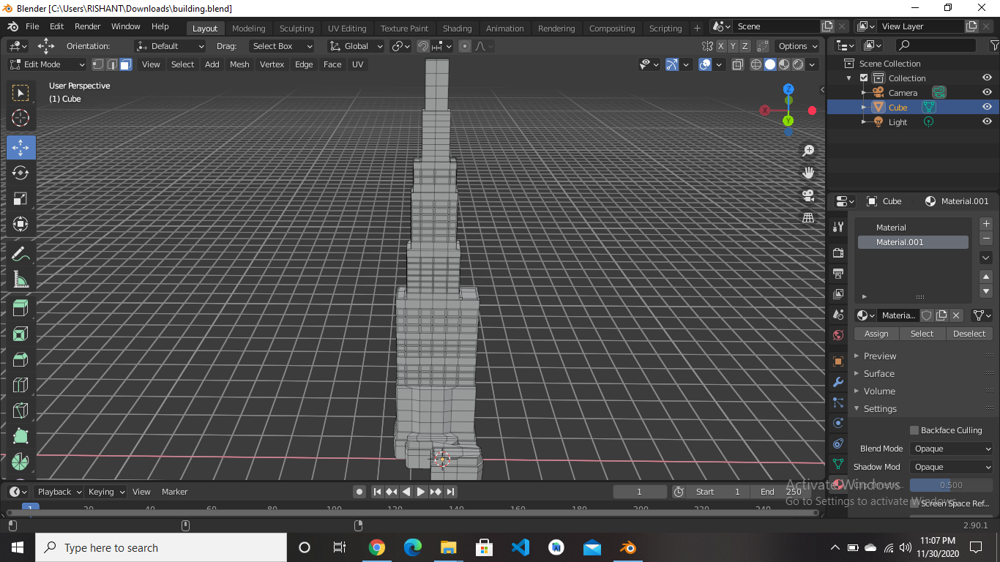 Blender [C:\Users\RISHANT\Downloads\building.blend]
File Edit Render Window Help Layout Modeling Sculpting UV Editing Texture Paint Shading Animation Rendering Compositing Scripting + Scene View Layer
Orientation: Default Drag: Select Box Global X Y Z Options
Edit Mode View Select Add Mesh Vertex Edge Face UV
User Perspective
(1) Cube
Z
X
Y
Scene Collection
Collection
Camera
Cube
Light
Cube Material.001
Material
Material.001
Materia...
Assign Select Deselect
Preview
Surface
Volume
Settings
Backface Culling
Blend Mode Opaque
Shadow Mod Opaque
0.500
Screen Space Ref...
Activate Windows
Go to Settings to activate Windows.
Playback Keying View Marker 1 Start 1 End 250
1 20 40 60 80 100 120 140 160 180 200 220 240
2.90.1
Type here to search
11:07 PM
11/30/2020